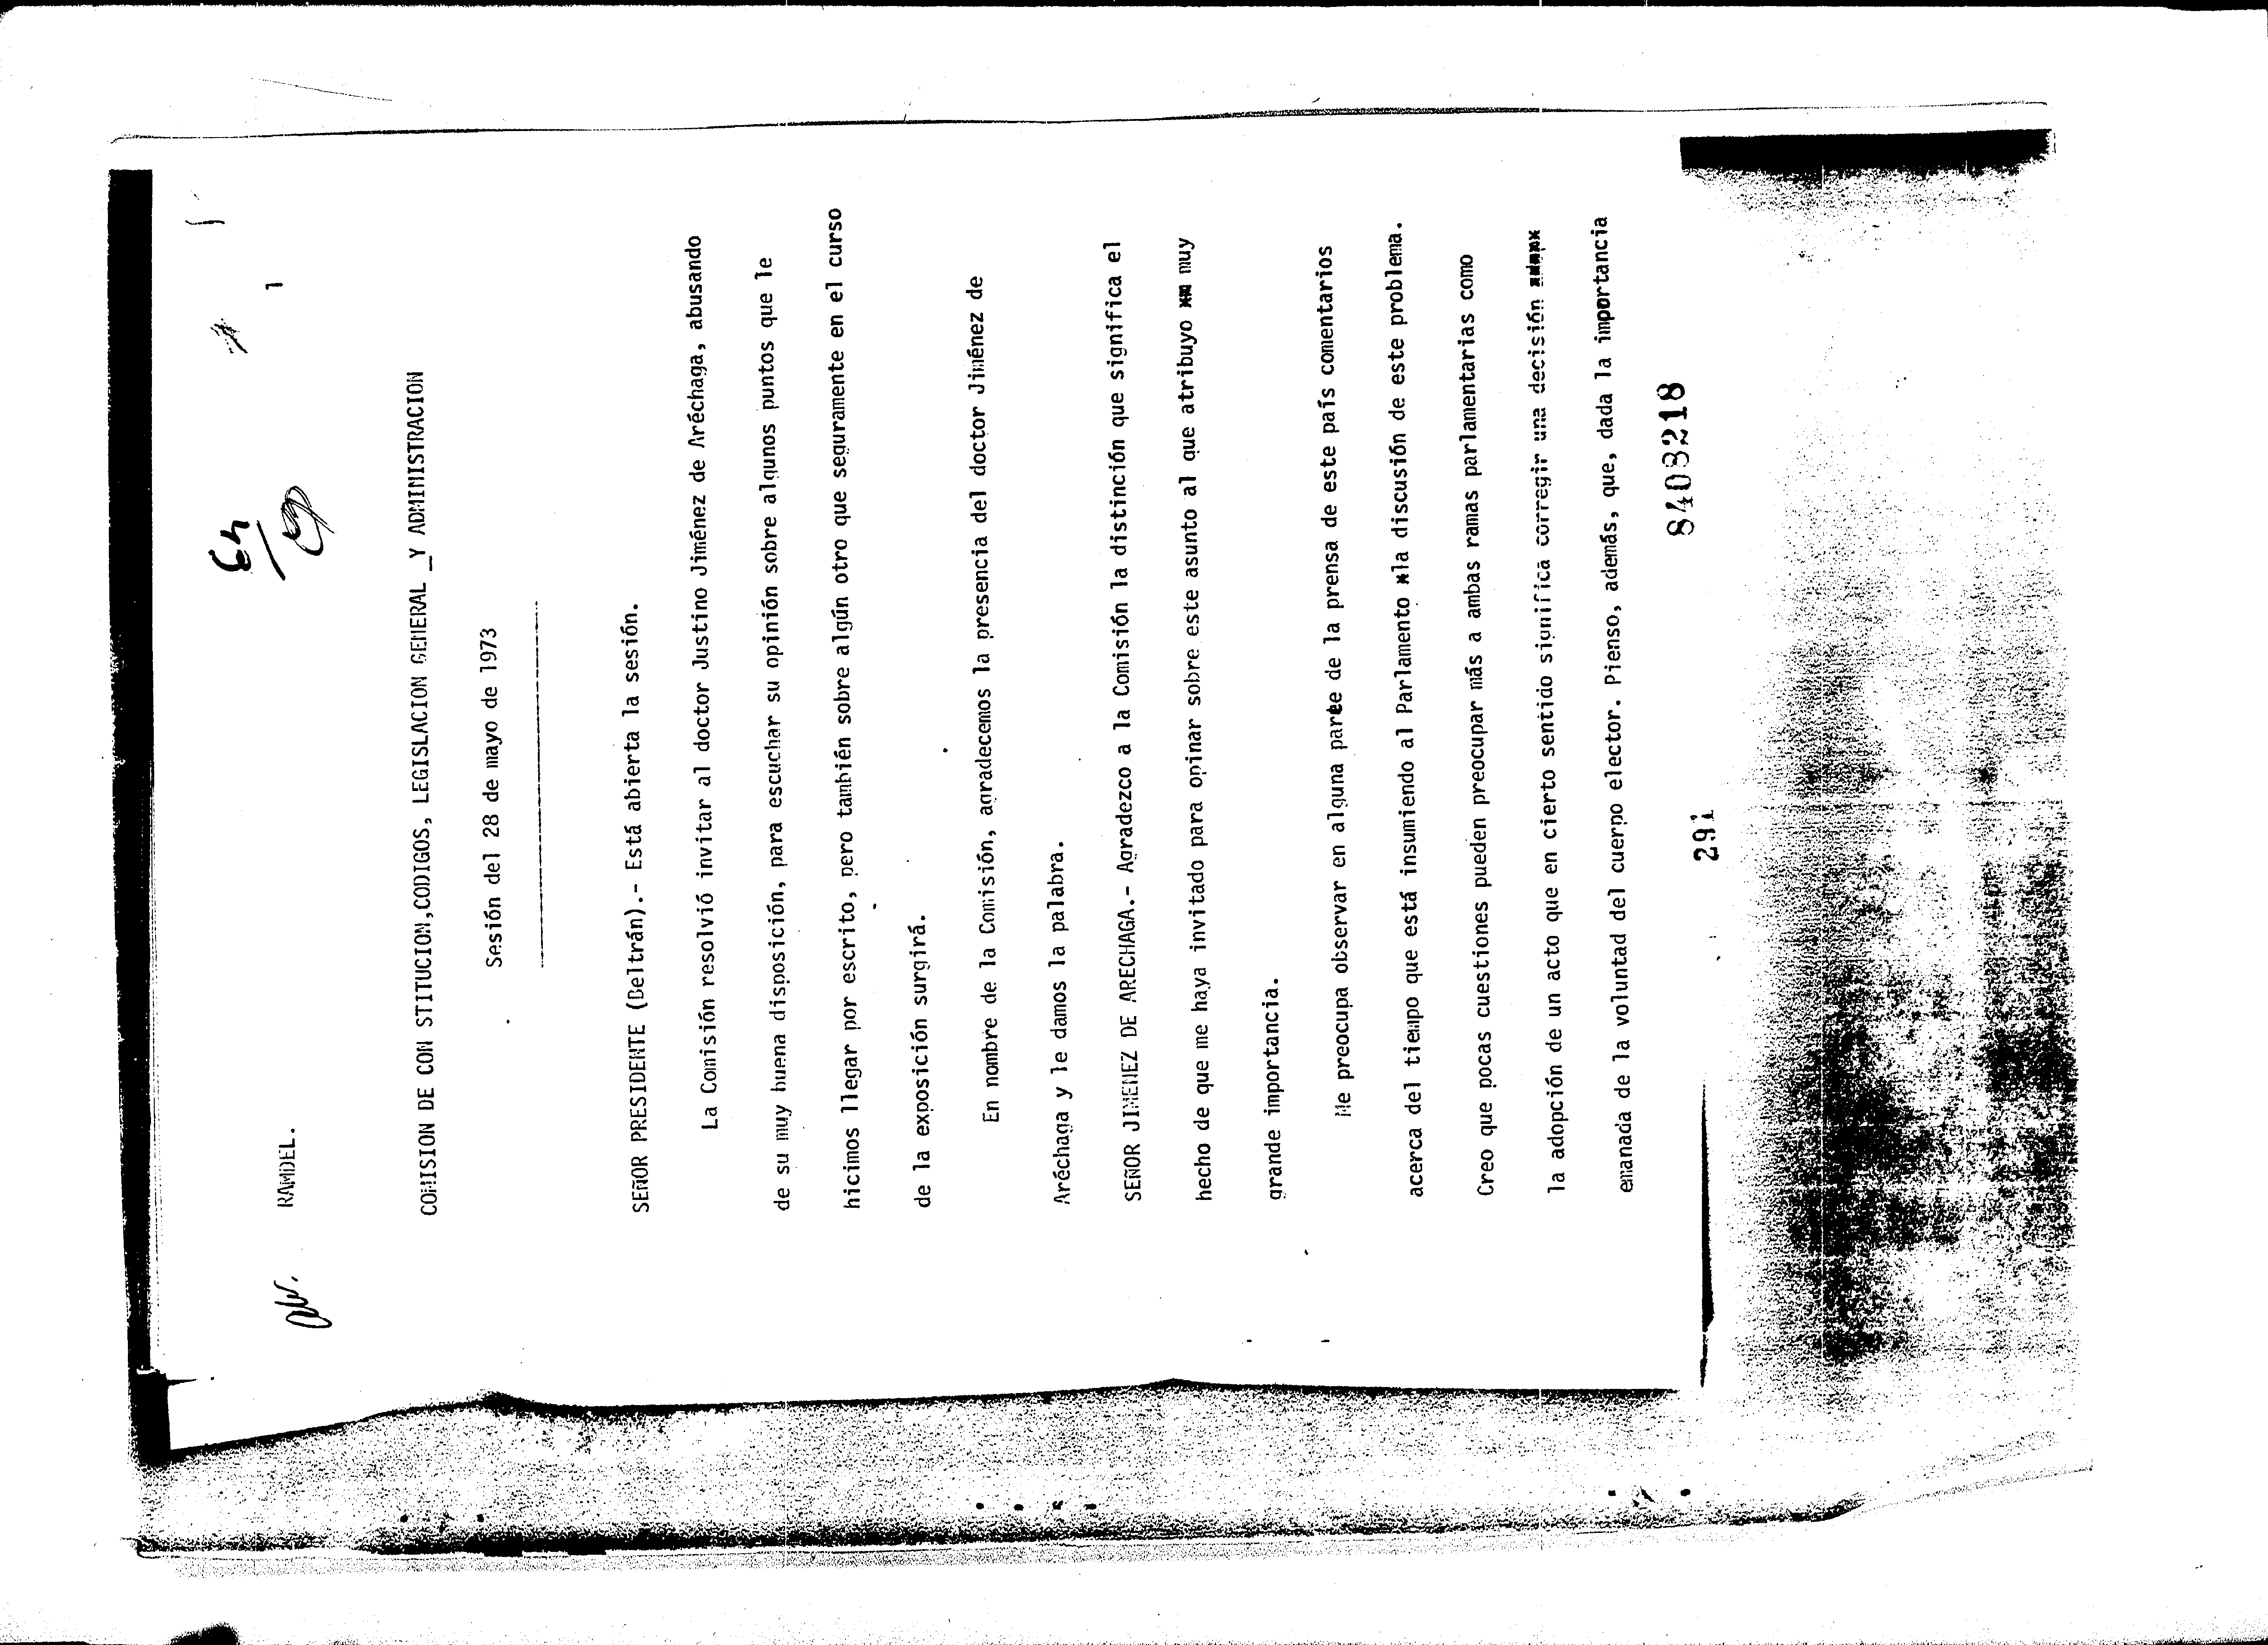 RAMDEL.
1
COMISION DE CON STITUCION,CODIGOS, LEGISLACION GENERAL _Y ADMINISTRACION
Sesión del 28 de mayo de 1973
SEÑOR PRESIDENTE (Beltrán).- Está abierta la sesión.
La Comisión resolvió invitar al doctor Justino Jiménez de Aréchaga, abusando
de su muy buena disposición, para escuchar su opinión sobre algunos puntos que le
hicimos llegar por escrito, pero también sobre algún otro que seguramente en el curso
de la exposición surgirá.
En nombre de la Comisión, agradecemos la presencia del doctor Jiménez de
Aréchaga y le damos la palabra.
SEÑOR JIMENEZ DE ARECHAGA.- Agradezco a la Comisión la distinción que significa el
hecho de que me haya invitado para opinar sobre este asunto al que atribuyo muy
grande importancia.
Me preocupa observar en alguna parte de la prensa de este país comentarios
acerca del tiempo que está insumiendo al Parlamento xla discusión de este problema.
Creo que pocas cuestiones pueden preocupar más a ambas ramas parlamentarias como
la adopción de un acto que en cierto sentido significa corregir una decisión
emanada de la voluntad del cuerpo elector. Pienso, además, que, dada la importancia
8408218
291